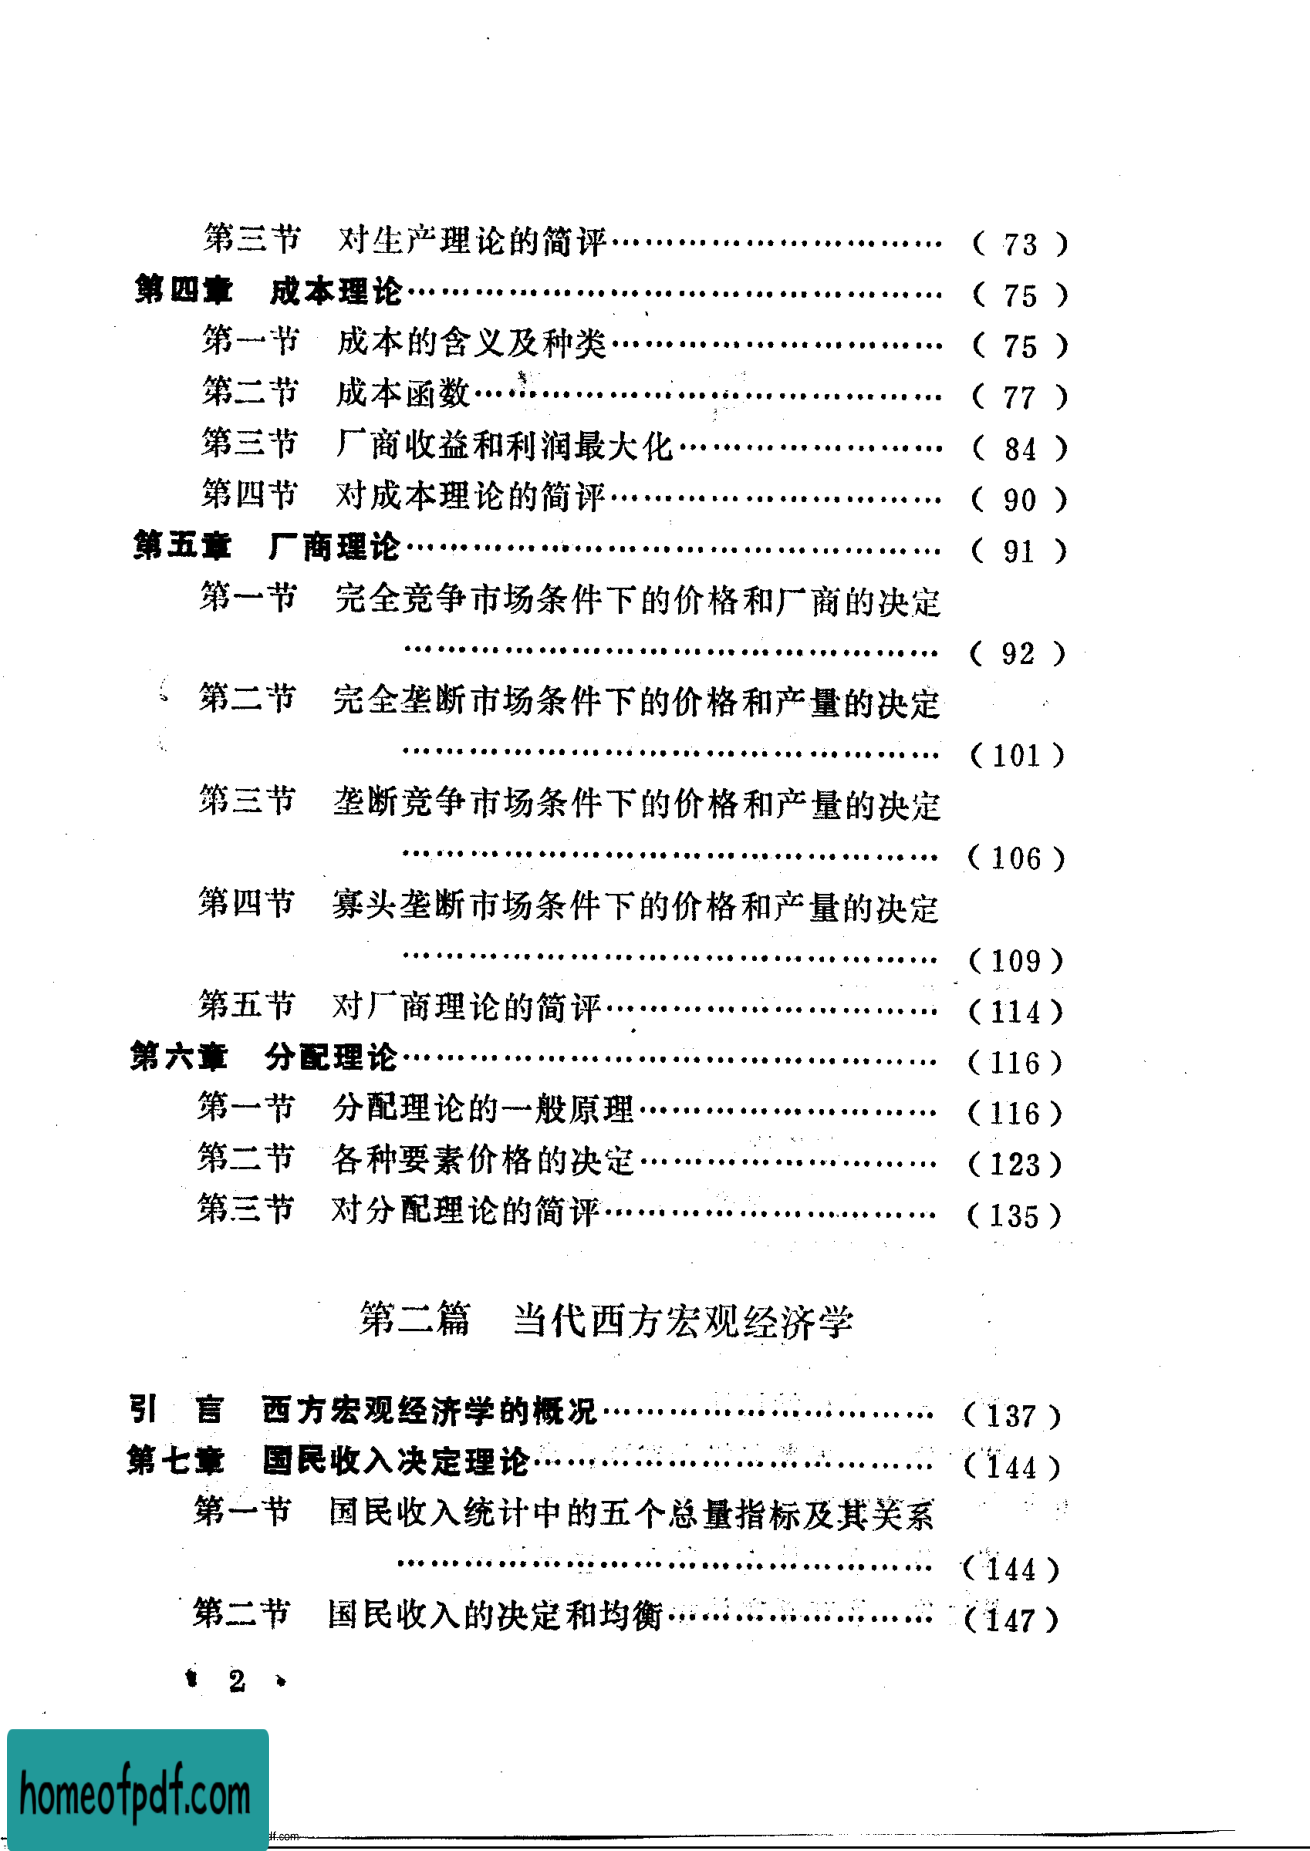 第三节　对生产理论的简评…………………………（ 73 ）
第四章　成本理论……………………………………………（ 75 ）
第一节　成本的含义及种类…………………………（ 75 ）
第二节　成本函数……………………………………（ 77 ）
第三节　厂商收益和利润最大化……………………（ 84 ）
第四节　对成本理论的简评…………………………（ 90 ）
第五章　厂商理论……………………………………………（ 91 ）
第一节　完全竞争市场条件下的价格和厂商的决定
……………………………………………（ 92 ）
第二节　完全垄断市场条件下的价格和产量的决定
……………………………………………（101）
第三节　垄断竞争市场条件下的价格和产量的决定
……………………………………………（106）
第四节　寡头垄断市场条件下的价格和产量的决定
……………………………………………（109）
第五节　对厂商理论的简评…………………………（114）
第六章　分配理论……………………………………………（116）
第一节　分配理论的一般原理………………………（116）
第二节　各种要素价格的决定………………………（123）
第三节　对分配理论的简评…………………………（135）
第二篇　当代西方宏观经济学
引　言　西方宏观经济学的概况…………………………（137）
第七章　国民收入决定理论………………………………（144）
第一节　国民收入统计中的五个总量指标及其关系
……………………………………………（144）
第二节　国民收入的决定和均衡……………………（147）
· 2 ·
homeofpdf.com
df.com